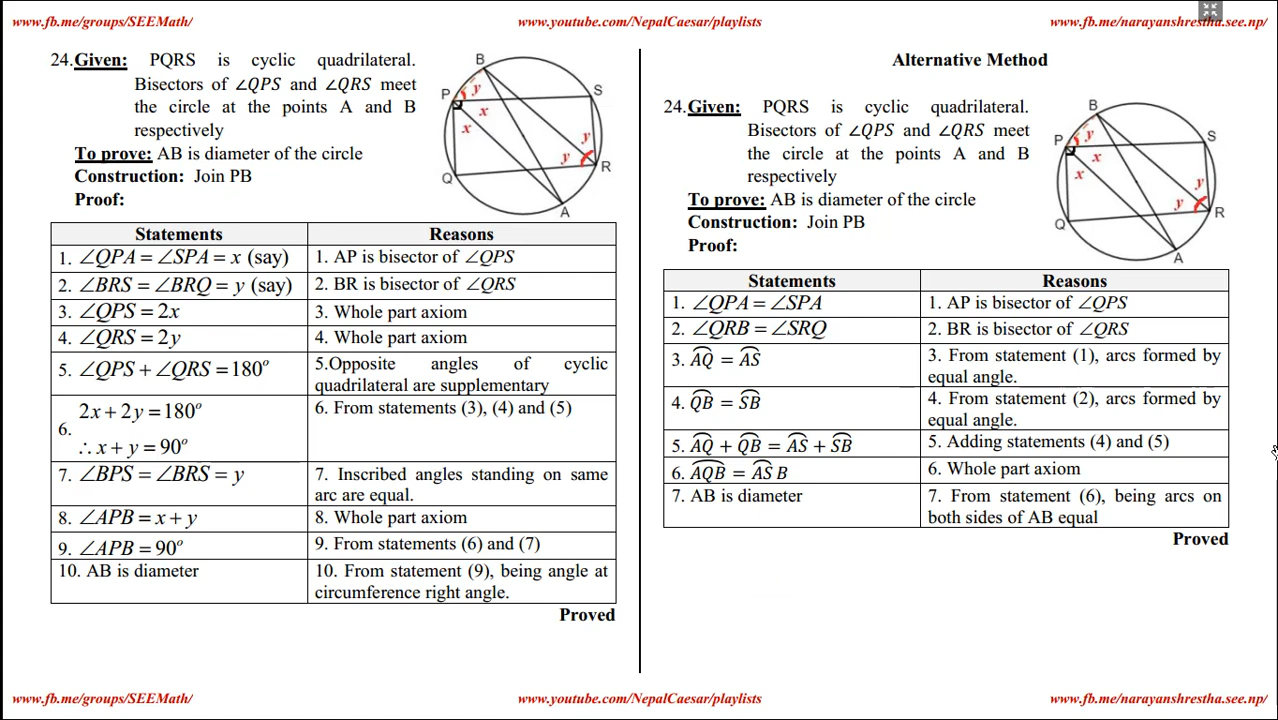 www.fb.me/groups/SEEMath/
www.youtube.com/NepalCaesar/playlists
www.fb.me/narayanshrestha.see.np/
24.Given: PQRS is cyclic quadrilateral.
Bisectors of ∠QPS and ∠QRS meet
the circle at the points A and B
respectively
To prove: AB is diameter of the circle
Construction: Join PB
Proof:
B
P
y
S
x
x
y
y
R
Q
A
Statements
Reasons
1. ∠QPA = ∠SPA = x (say)
1. AP is bisector of ∠QPS
2. ∠BRS = ∠BRQ = y (say)
2. BR is bisector of ∠QRS
3. ∠QPS = 2x
3. Whole part axiom
4. ∠QRS = 2y
4. Whole part axiom
5. ∠QPS + ∠QRS = 180°
5.Opposite angles of cyclic
quadrilateral are supplementary
6. 2x + 2y = 180°
∴ x + y = 90°
6. From statements (3), (4) and (5)
7. ∠BPS = ∠BRS = y
7. Inscribed angles standing on same
arc are equal.
8. ∠APB = x + y
8. Whole part axiom
9. ∠APB = 90°
9. From statements (6) and (7)
10. AB is diameter
10. From statement (9), being angle at
circumference right angle.
Proved
Alternative Method
24.Given: PQRS is cyclic quadrilateral.
Bisectors of ∠QPS and ∠QRS meet
the circle at the points A and B
respectively
To prove: AB is diameter of the circle
Construction: Join PB
Proof:
B
P
y
S
x
x
y
y
R
Q
A
Statements
Reasons
1. ∠QPA = ∠SPA
1. AP is bisector of ∠QPS
2. ∠QRB = ∠SRQ
2. BR is bisector of ∠QRS
3. A͡Q = A͡S
3. From statement (1), arcs formed by
equal angle.
4. Q͡B = S͡B
4. From statement (2), arcs formed by
equal angle.
5. A͡Q + Q͡B = A͡S + S͡B
5. Adding statements (4) and (5)
6. A͡Q͡B = A͡S B
6. Whole part axiom
7. AB is diameter
7. From statement (6), being arcs on
both sides of AB equal
Proved
www.fb.me/groups/SEEMath/
www.youtube.com/NepalCaesar/playlists
www.fb.me/narayanshrestha.see.np/